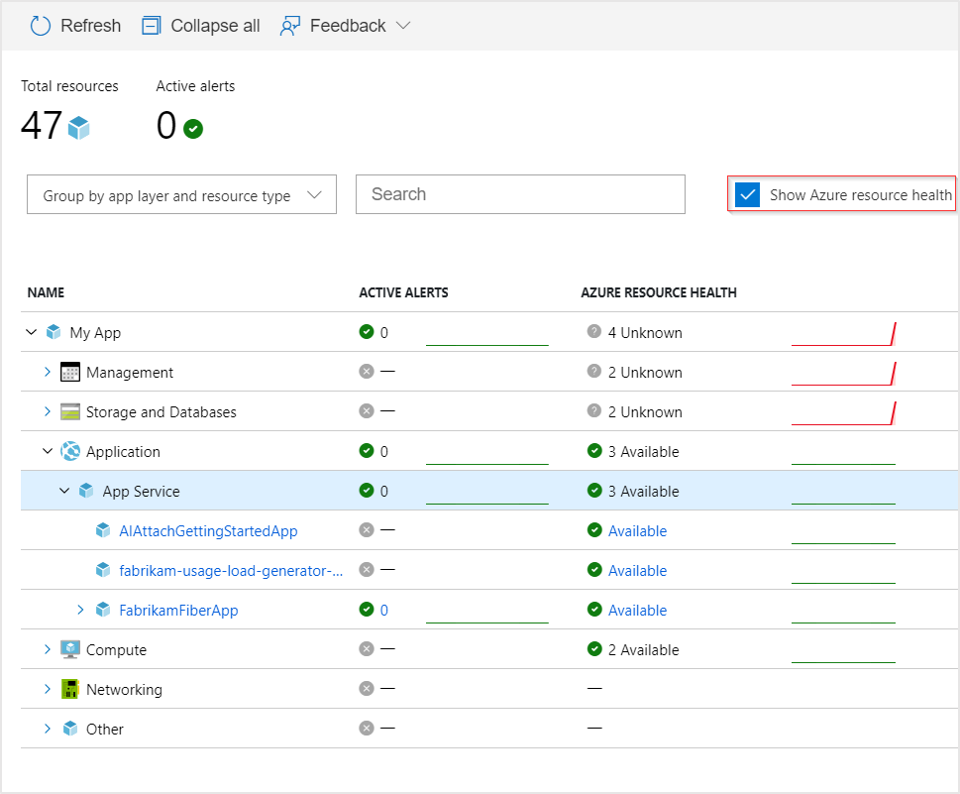 Refresh Collapse all Feedback
Total resources Active alerts
47 0
Group by app layer and resource type Search Show Azure resource health
NAME ACTIVE ALERTS AZURE RESOURCE HEALTH
My App 0 4 Unknown
Management — 2 Unknown
Storage and Databases — 2 Unknown
Application 0 3 Available
App Service 0 3 Available
AIAttachGettingStartedApp — Available
fabrikam-usage-load-generator-... — Available
FabrikamFiberApp 0 Available
Compute — 2 Available
Networking — —
Other — —